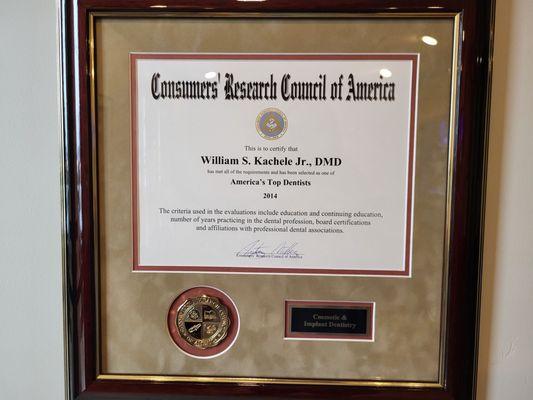 Consumers' Research Council of America
This is to certify that
William S. Kachele Jr., DMD
has met all of the requirements and has been selected as one of
America's Top Dentists
2014
The criteria used in the evaluations include education and continuing education,
number of years practicing in the dental profession, board certifications
and affiliations with professional dental associations.
Consumers' Research Council of America
Cosmetic &
Implant Dentistry